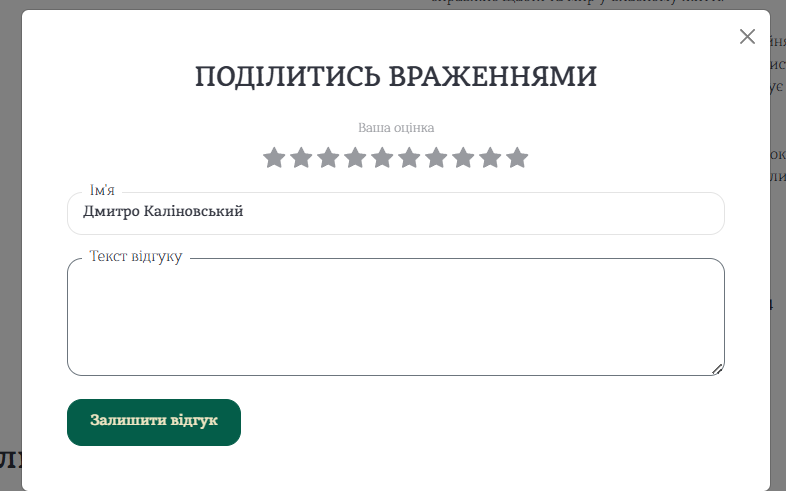 ПОДІЛИТИСЬ ВРАЖЕННЯМИ
Ваша оцінка
Ім'я
Дмитро Каліновський
Текст відгуку
Залишити відгук